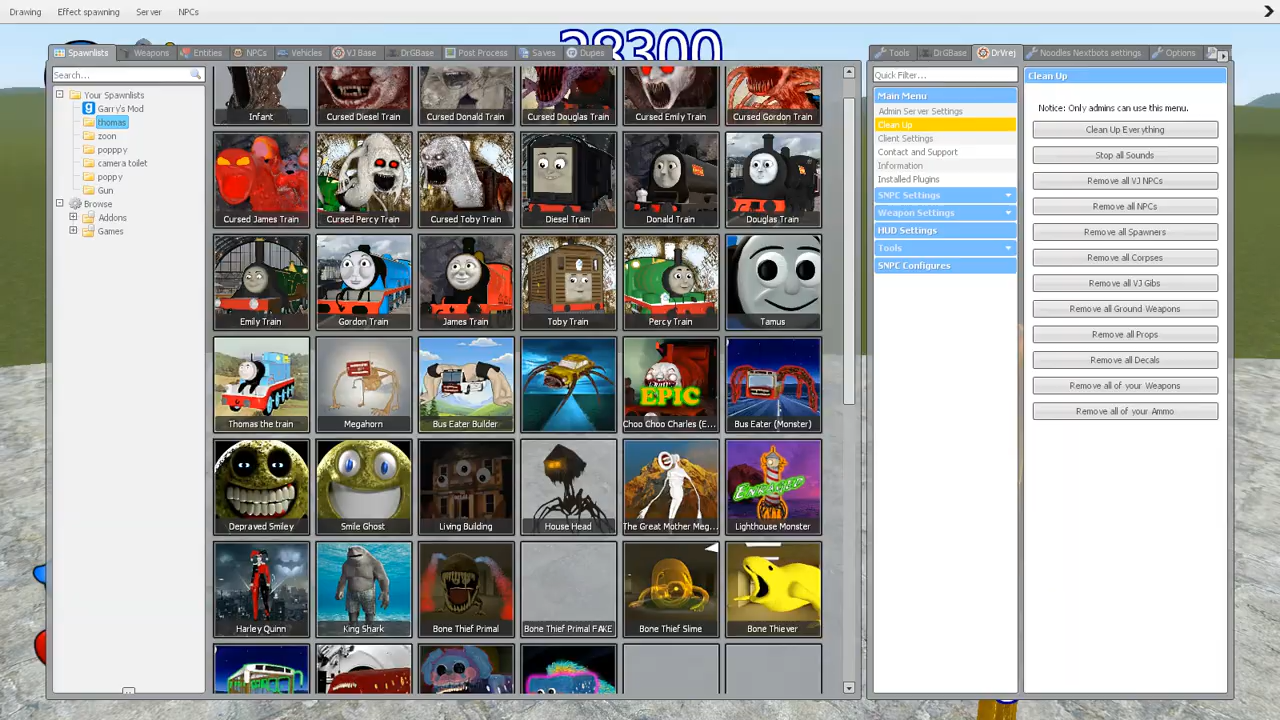 Drawing Effect spawning Server NPCs
28300
Spawnlists Weapons Entities NPCs Vehicles VJ Base DrGBase Post Process Saves Dupes
Search...
Your Spawnlists
Garry's Mod
thomas
zoon
popppy
camera toilet
poppy
Gun
Browse
Addons
Games
Infant Cursed Diesel Train Cursed Donald Train Cursed Douglas Train Cursed Emily Train Cursed Gordon Train
Cursed James Train Cursed Percy Train Cursed Toby Train Diesel Train Donald Train Douglas Train
Emily Train Gordon Train James Train Toby Train Percy Train Tamus
EPIC
Thomas the train Megahorn Bus Eater Builder Choo Choo Charles (E... Bus Eater (Monster)
Depraved Smiley Smile Ghost Living Building House Head The Great Mother Meg... Lighthouse Monster
Harley Quinn King Shark Bone Thief Primal Bone Thief Primal FAKE Bone Thief Slime Bone Thiever
Tools DrGBase DrVrej Noodles Nextbots settings Options
Quick Filter...
Main Menu
Admin Server Settings
Clean Up
Client Settings
Contact and Support
Information
Installed Plugins
SNPC Settings
Weapon Settings
HUD Settings
Tools
SNPC Configures
Clean Up
Notice: Only admins can use this menu.
Clean Up Everything
Stop all Sounds
Remove all VJ NPCs
Remove all NPCs
Remove all Spawners
Remove all Corpses
Remove all VJ Gibs
Remove all Ground Weapons
Remove all Props
Remove all Decals
Remove all of your Weapons
Remove all of your Ammo